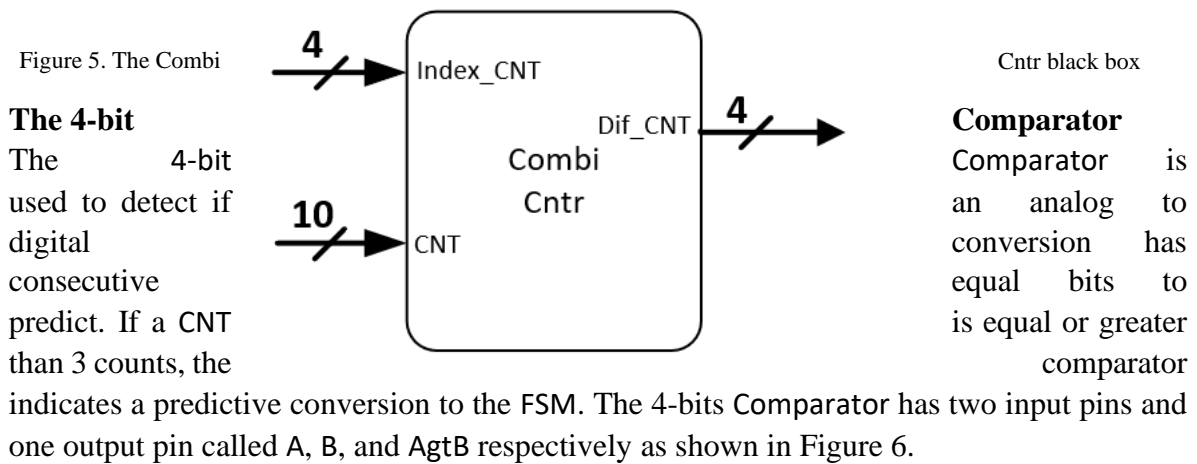 Figure 5. The Combi Cntr black box
4
Index_CNT
Dif_CNT
4
Combi
Cntr
10
CNT
The 4-bit Comparator
The 4-bit Comparator is
used to detect if an analog to
digital conversion has
consecutive equal bits to
predict. If a CNT is equal or greater
than 3 counts, the comparator
indicates a predictive conversion to the FSM. The 4-bits Comparator has two input pins and
one output pin called A, B, and AgtB respectively as shown in Figure 6.